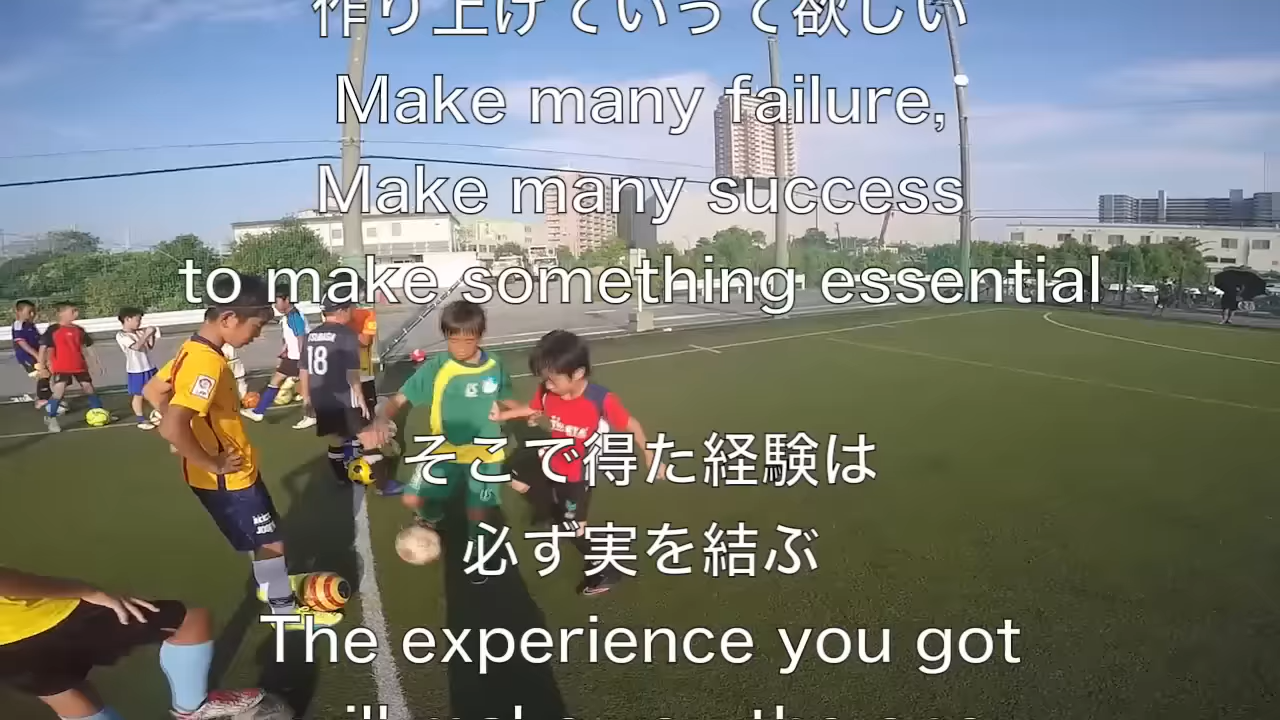 作り上げていって欲しい
Make many failure,
Make many success
to make something essential
18
そこで得た経験は
必ず実を結ぶ
The experience you got